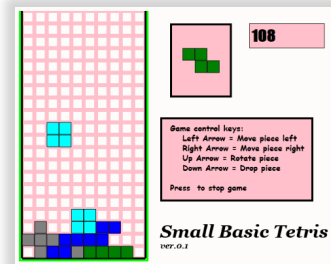 108
Game control keys:
Left Arrow = Move piece left
Right Arrow = Move piece right
Up Arrow = Rotate piece
Down Arrow = Drop piece
Press to stop game
Small Basic Tetris
ver.0.1